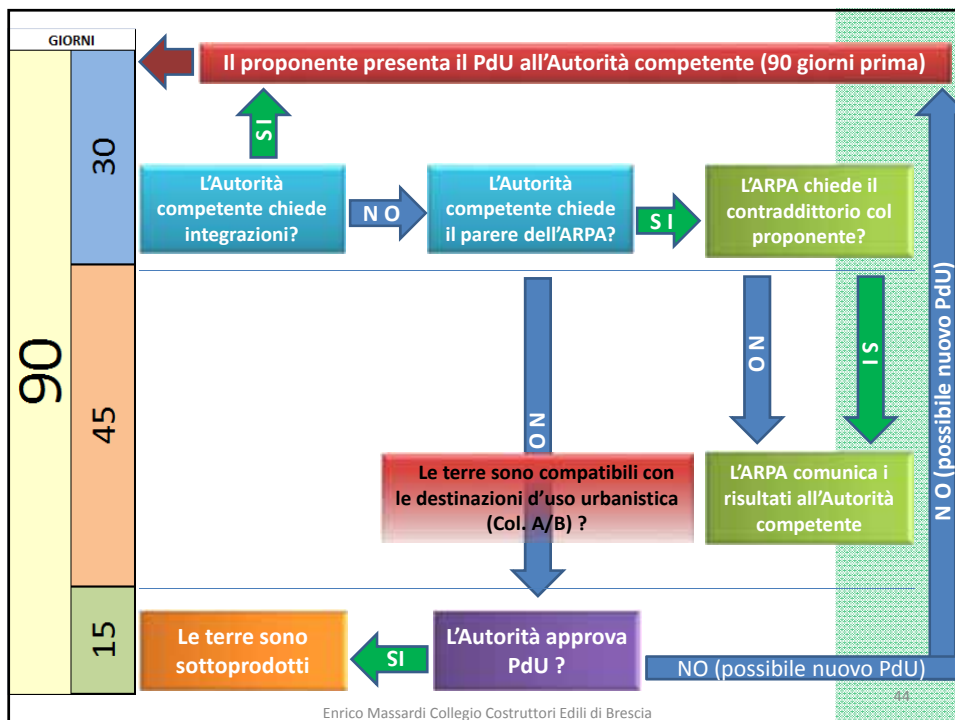 GIORNI
Il proponente presenta il PdU all'Autorità competente (90 giorni prima)
90
30
SI
L'Autorità
competente chiede
integrazioni?
N O
L'Autorità
competente chiede
il parere dell'ARPA?
S I
L'ARPA chiede il
contraddittorio col
proponente?
45
NO
NO
SI
Le terre sono compatibili con
le destinazioni d'uso urbanistica
(Col. A/B) ?
L'ARPA comunica i
risultati all'Autorità
competente
N O (possibile nuovo PdU)
15
Le terre sono
sottoprodotti
SI
L'Autorità approva
PdU ?
NO (possibile nuovo PdU)
44
Enrico Massardi Collegio Costruttori Edili di Brescia